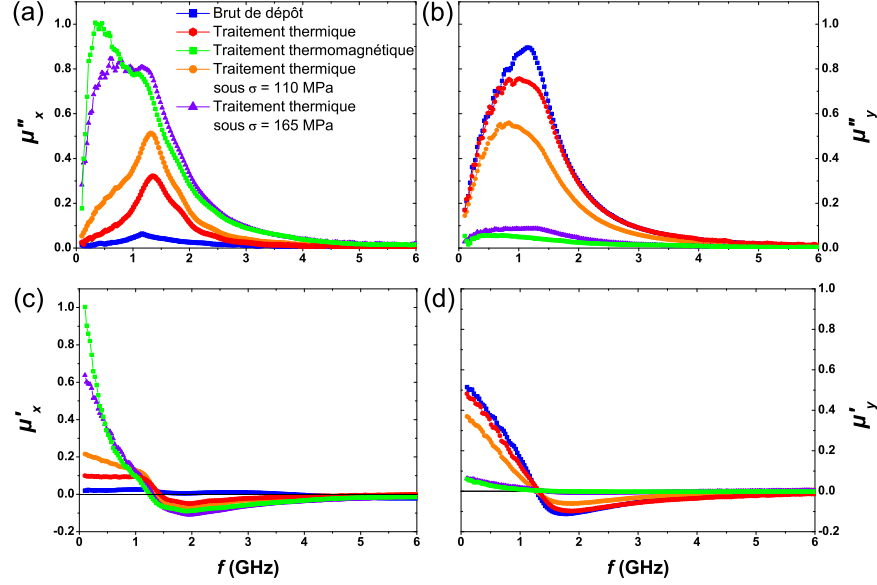 (a)
(b)
Brut de dépôt
Traitement thermique
Traitement thermomagnétique
Traitement thermique
sous σ = 110 MPa
Traitement thermique
sous σ = 165 MPa
1.0
0.8
0.6
0.4
0.2
0.0
μ"x
0 1 2 3 4 5 6
1.0
0.8
0.6
0.4
0.2
0.0
μ"y
0 1 2 3 4 5 6
(c)
(d)
1.0
0.8
0.6
0.4
0.2
0.0
-0.2
μ'x
0 1 2 3 4 5 6
f (GHz)
1.0
0.8
0.6
0.4
0.2
0.0
-0.2
μ'y
0 1 2 3 4 5 6
f (GHz)